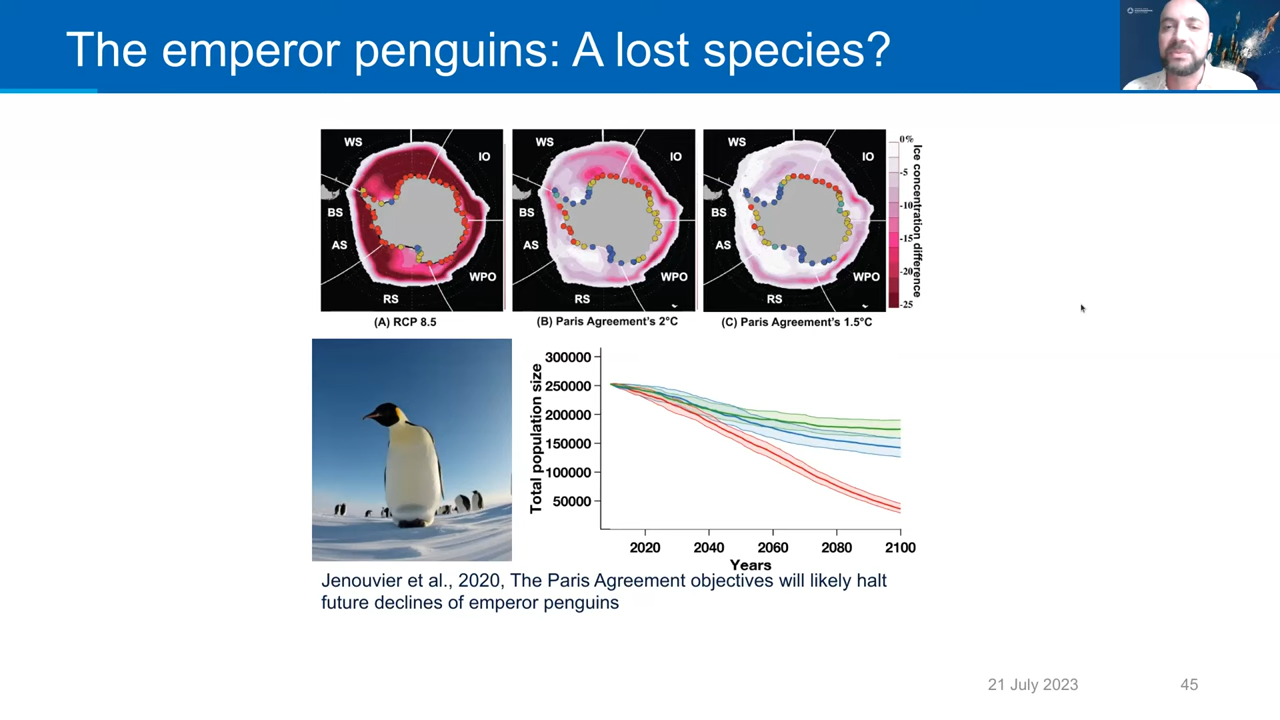 The emperor penguins: A lost species?
WS
IO
BS
AS
WPO
RS
(A) RCP 8.5
WS
IO
BS
AS
WPO
RS
(B) Paris Agreement's 2°C
WS
IO
BS
AS
WPO
RS
(C) Paris Agreement's 1.5°C
0%
-5
-10
-15
-20
-25
Ice concentration difference
Total population size
300000
250000
200000
150000
100000
50000
2020 2040 2060 2080 2100
Years
Jenouvier et al., 2020, The Paris Agreement objectives will likely halt
future declines of emperor penguins
21 July 2023
45